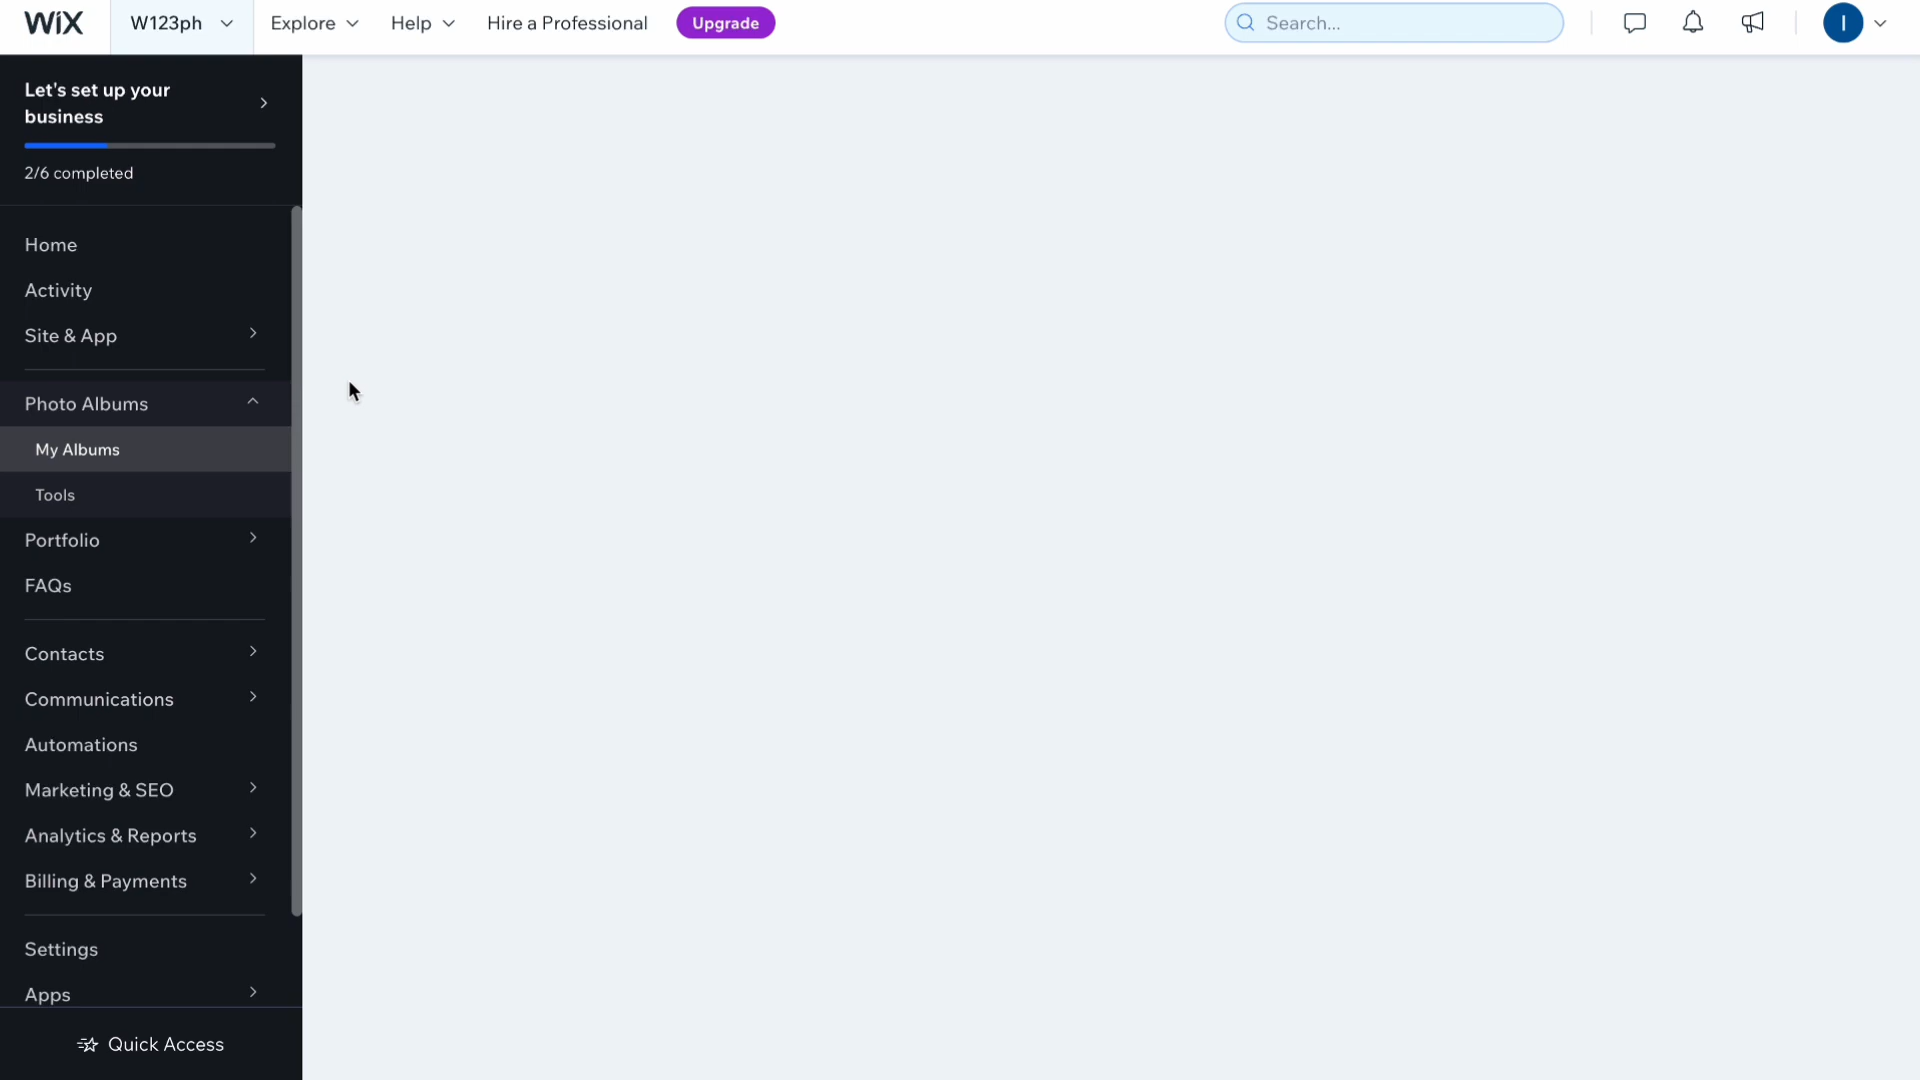 WiX W123ph Explore Help Hire a Professional Upgrade Search... I
Let's set up your
business
2/6 completed
Home
Activity
Site & App
Photo Albums
My Albums
Tools
Portfolio
FAQs
Contacts
Communications
Automations
Marketing & SEO
Analytics & Reports
Billing & Payments
Settings
Apps
Quick Access